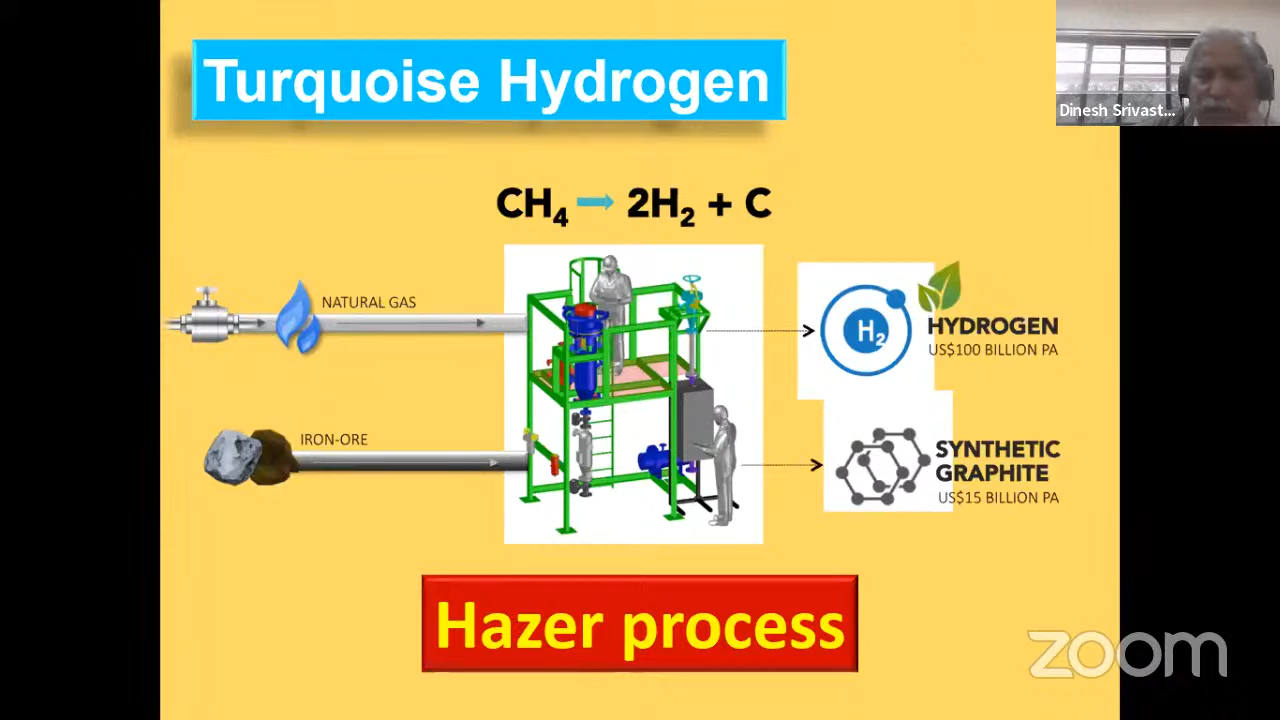 Turquoise Hydrogen
Dinesh Srivast...
CH₄ → 2H₂ + C
NATURAL GAS
H₂
HYDROGEN
US$100 BILLION PA
IRON-ORE
SYNTHETIC
GRAPHITE
US$15 BILLION PA
Hazer process
zoom